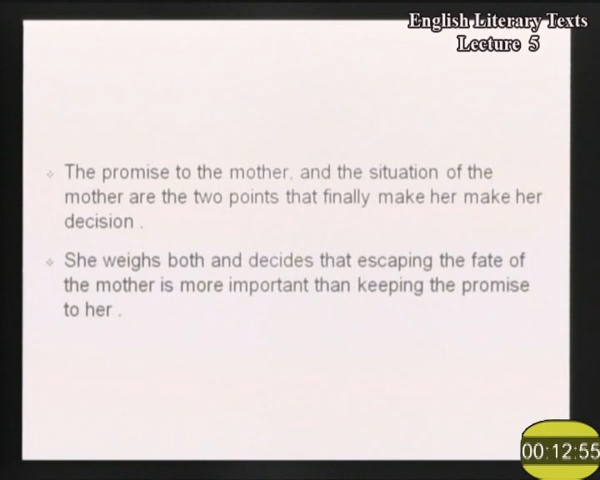 English Literary Texts
Lecture 5
The promise to the mother, and the situation of the
mother are the two points that finally make her make her
decision .
She weighs both and decides that escaping the fate of
the mother is more important than keeping the promise
to her .
00:12:55